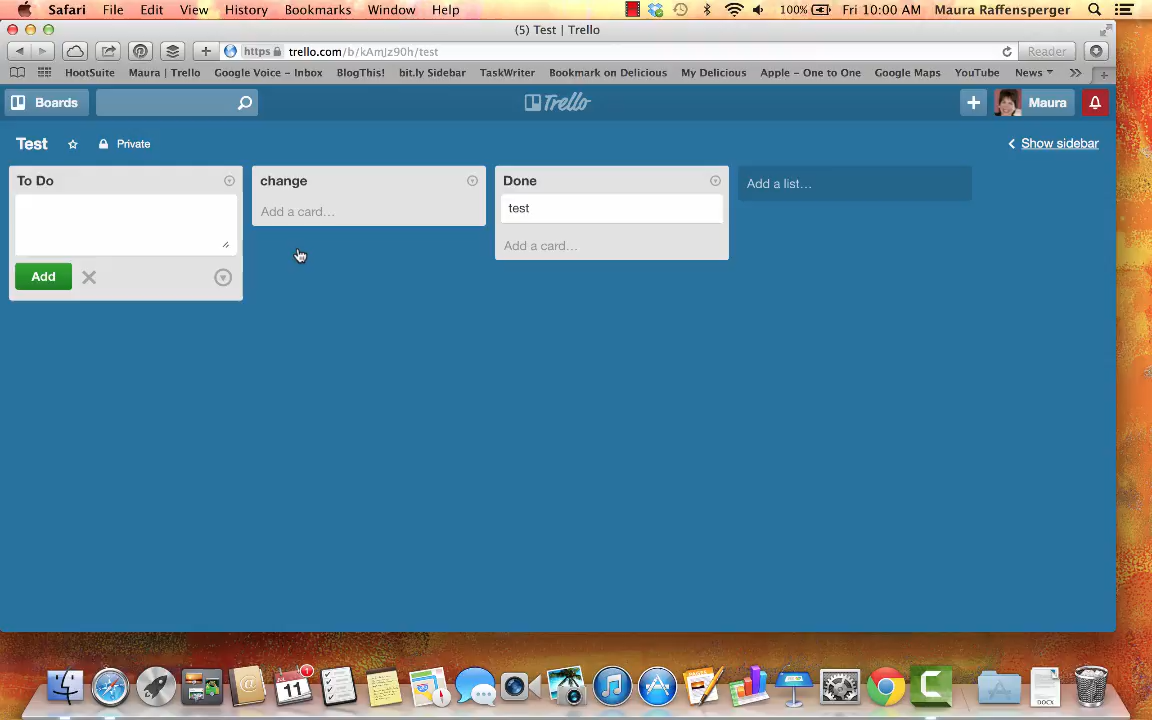 Safari File Edit View History Bookmarks Window Help 100% Fri 10:00 AM Maura Raffensperger
(5) Test | Trello
https trello.com/b/kAmJz90h/test Reader
HootSuite Maura | Trello Google Voice - Inbox BlogThis! bit.ly Sidebar TaskWriter Bookmark on Delicious My Delicious Apple - One to One Google Maps YouTube News
Boards Trello Maura
Test Private Show sidebar
To Do change Done Add a list...
Add a card... test
Add a card...
Add
1
11
DOCX